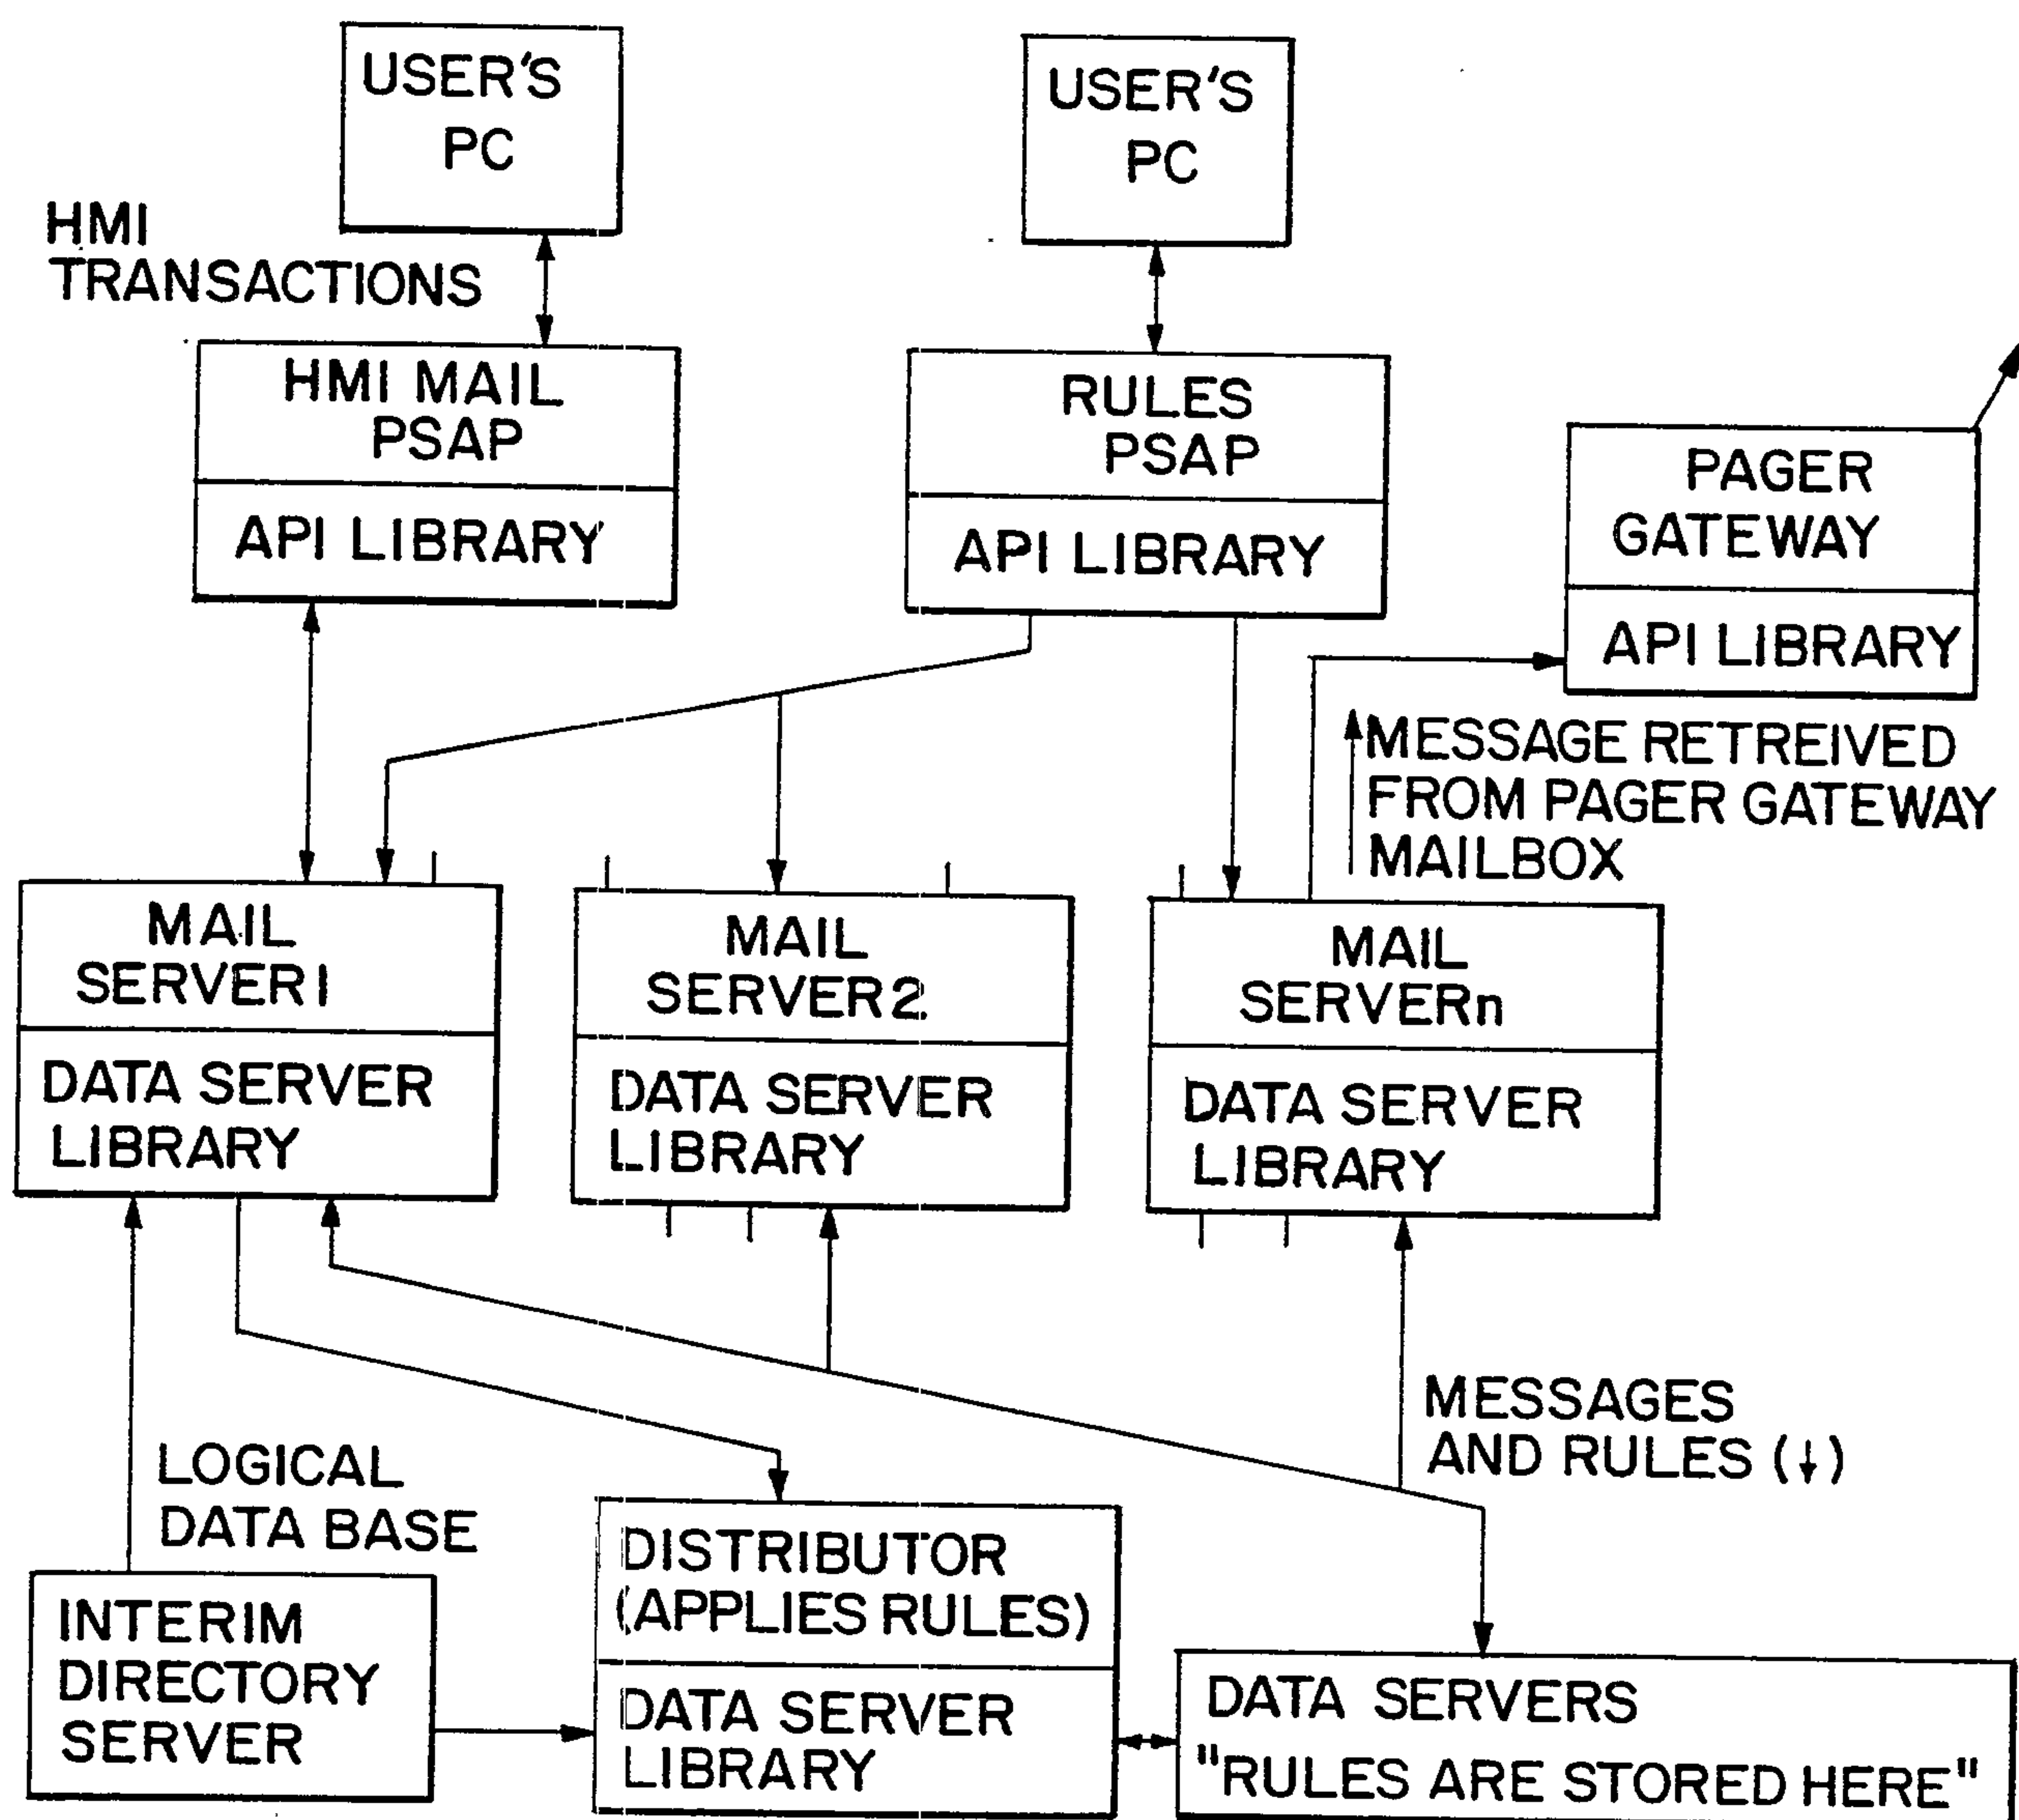 USER'S
PC
USER'S
PC
HMI
TRANSACTIONS
HMI MAIL
PSAP
API LIBRARY
RULES
PSAP
API LIBRARY
PAGER
GATEWAY
API LIBRARY
MESSAGE RETREIVED
FROM PAGER GATEWAY
MAILBOX
MAIL
SERVER1
DATA SERVER
LIBRARY
MAIL
SERVER2
DATA SERVER
LIBRARY
MAIL
SERVERn
DATA SERVER
LIBRARY
MESSAGES
AND RULES (↓)
LOGICAL
DATA BASE
INTERIM
DIRECTORY
SERVER
DISTRIBUTOR
(APPLIES RULES)
DATA SERVER
LIBRARY
DATA SERVERS
"RULES ARE STORED HERE"